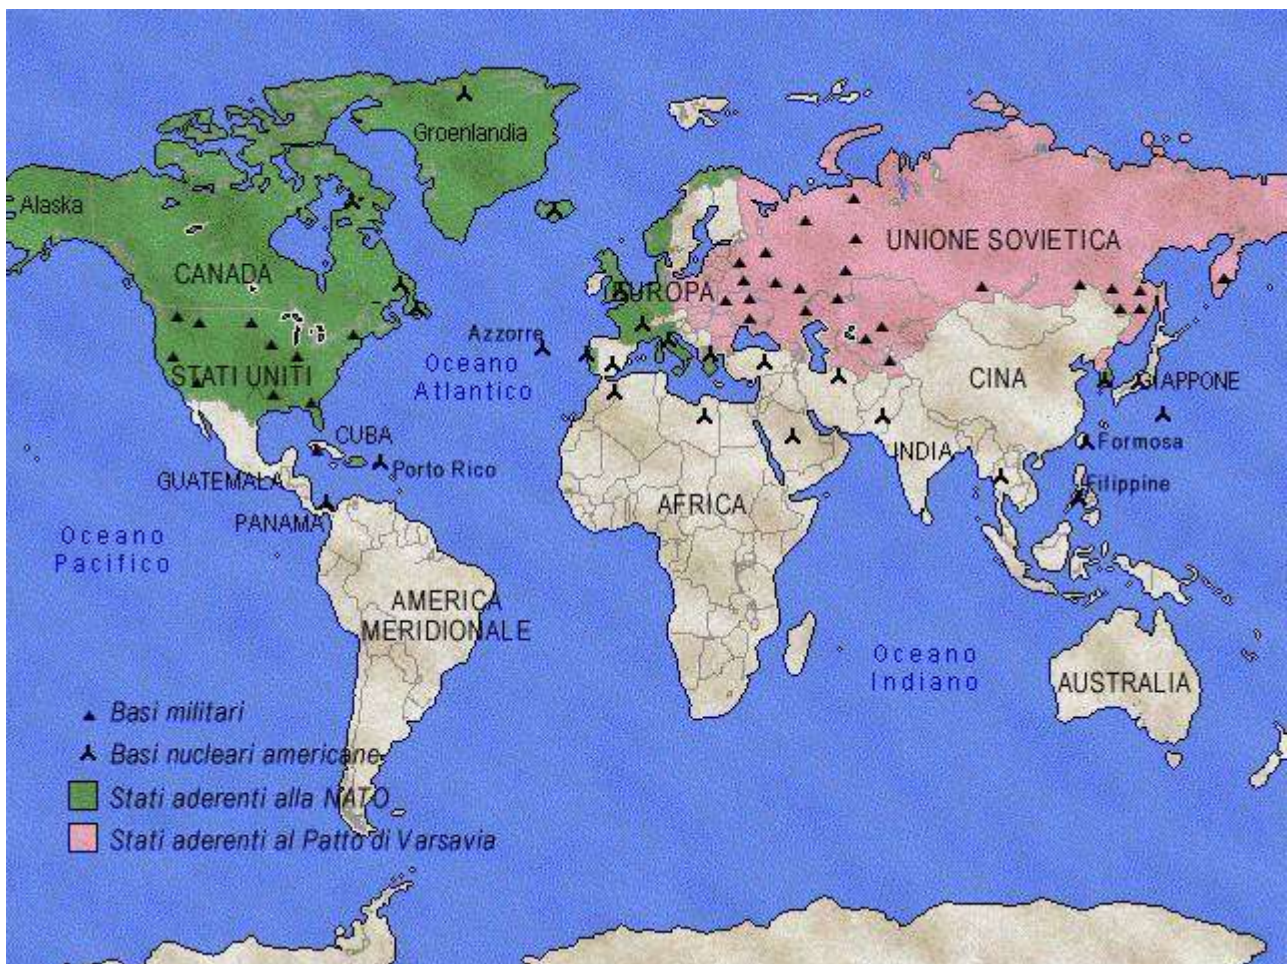 Groenlandia
Alaska
CANADA
UNIONE SOVIETICA
EUROPA
Azzorre
Oceano
Atlantico
STATI UNITI
CINA
GIAPPONE
CUBA
Formosa
INDIA
Porto Rico
GUATEMALA
Filippine
PANAMA
AFRICA
Oceano
Pacifico
AMERICA
MERIDIONALE
Oceano
Indiano
AUSTRALIA
Basi militari
Basi nucleari americane
Stati aderenti alla NATO
Stati aderenti al Patto di Varsavia